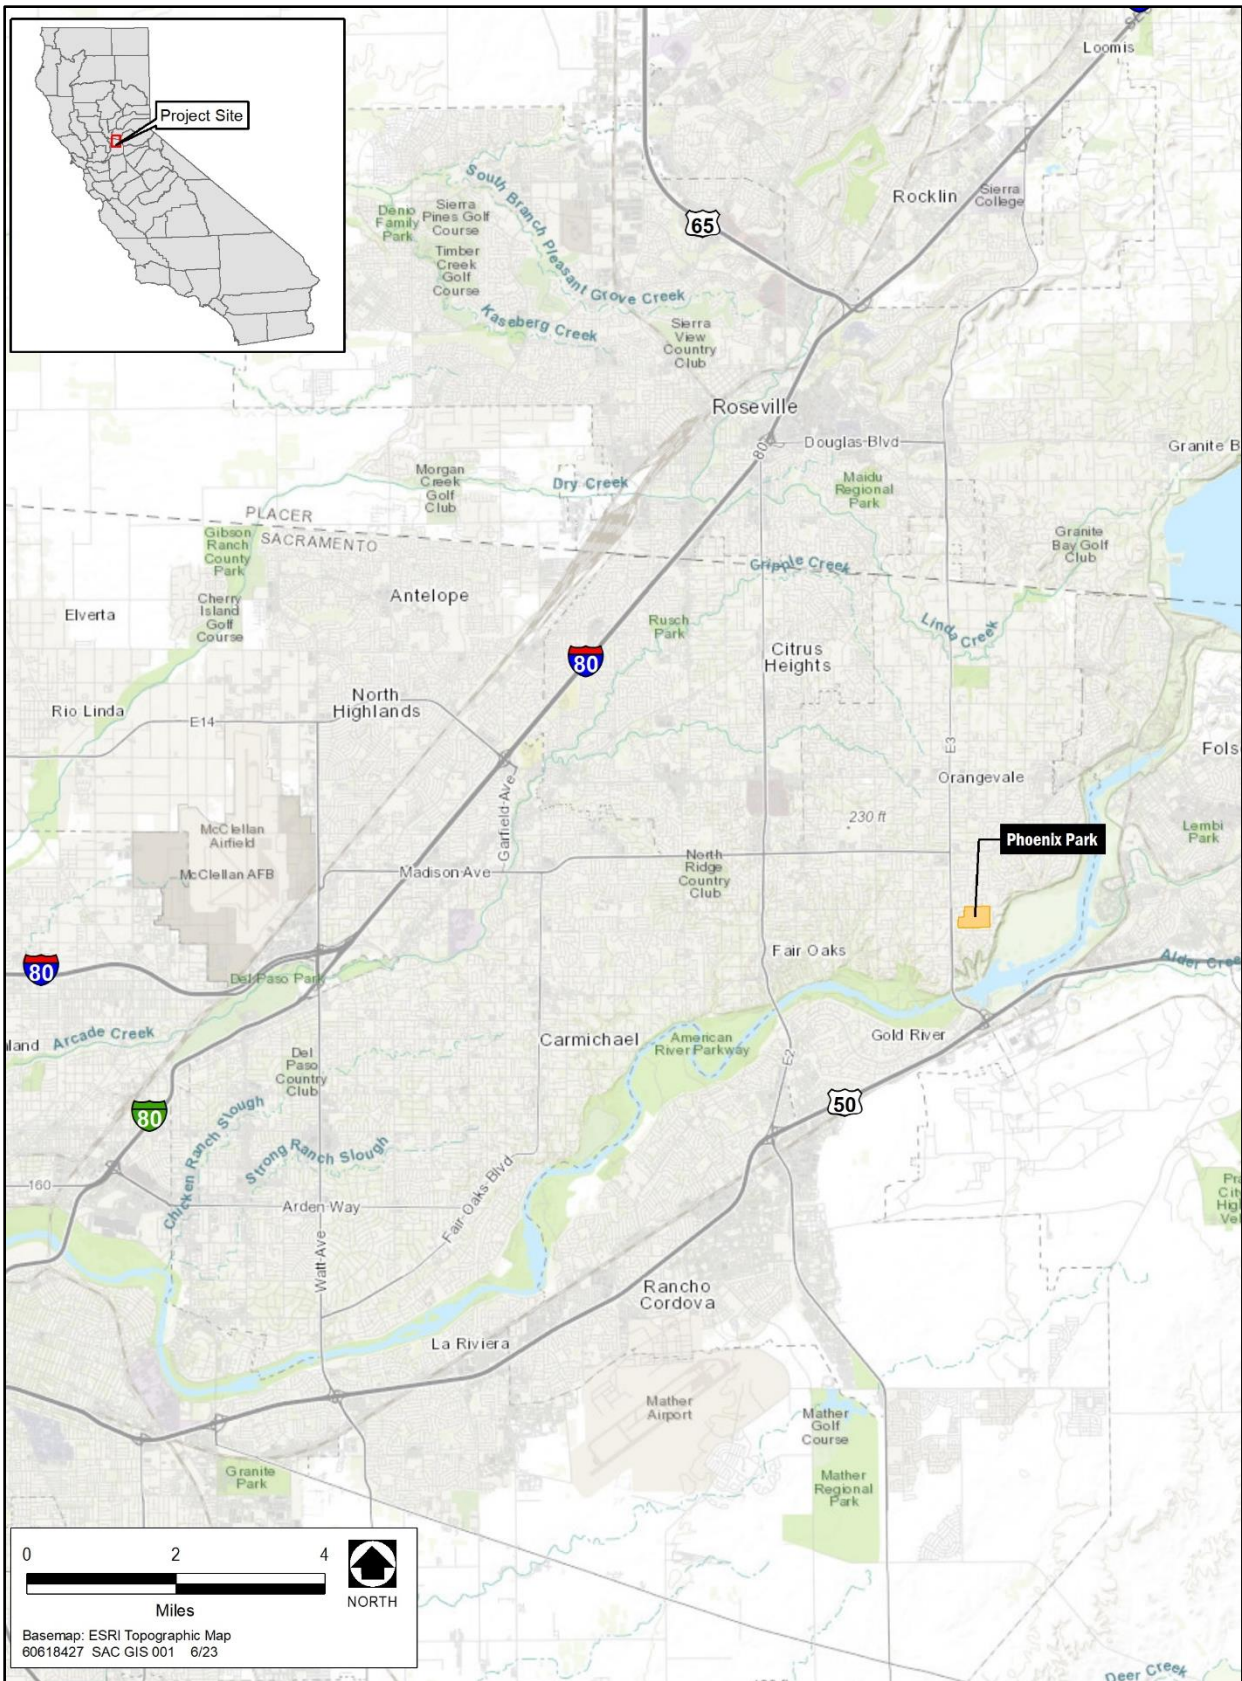 Project Site
Loomis
Rocklin
Sierra
College
65
South Branch Pleasant Grove Creek
Denio
Family
Park
Sierra
Pines Golf
Course
Timber
Creek
Golf
Course
Kaseberg Creek
Sierra
View
Country
Club
Roseville
80
Douglas Blvd
Granite B
Morgan
Creek
Golf
Club
Dry Creek
Maidu
Regional
Park
PLACER
SACRAMENTO
Gibson
Ranch
County
Park
Granite
Bay Golf
Club
Cripple Creek
Antelope
Elverta
Cherry
Island
Golf
Course
Rusch
Park
Linda Creek
Citrus
Heights
80
North
Highlands
Rio Linda
E14
E3
Fols
Orangevale
Garfield Ave
230 ft
McClellan
Airfield
Lembi
Park
Phoenix Park
McClellan AFB
Madison Ave
North
Ridge
Country
Club
Fair Oaks
80
Del Paso Park
Alder Cree
land
Arcade Creek
Carmichael
American
River Parkway
Gold River
Del
Paso
Country
Club
E2
80
50
Chicken Ranch Slough
Strong Ranch Slough
160
Arden Way
Fair Oaks Blvd
Pra
City
High
Veh
Watt Ave
Rancho
Cordova
La Riviera
Mather
Airport
Mather
Golf
Course
Granite
Park
Mather
Regional
Park
0 2 4
Miles
NORTH
Basemap: ESRI Topographic Map
60618427 SAC GIS 001 6/23
Deer Creek